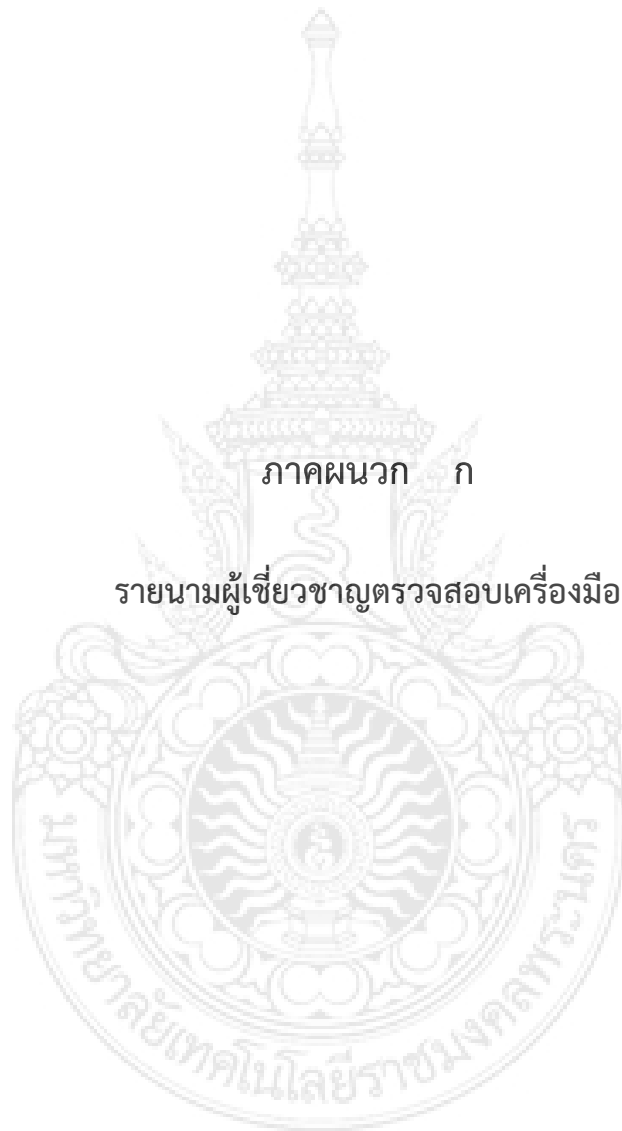 ภาคผนวก ก
รายนามผู้เชี่ยวชาญตรวจสอบเครื่องมือ
มหาวิทยาลัยเทคโนโลยีราชมงคลพระนคร